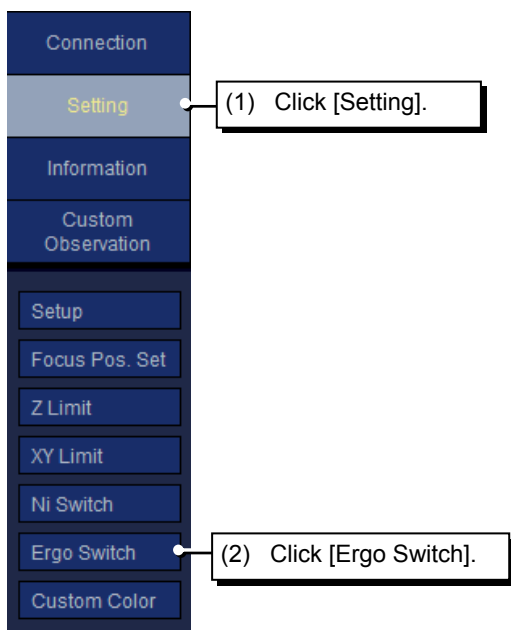 Connection
Setting
(1) Click [Setting].
Information
Custom
Observation
Setup
Focus Pos. Set
Z Limit
XY Limit
Ni Switch
Ergo Switch
(2) Click [Ergo Switch].
Custom Color